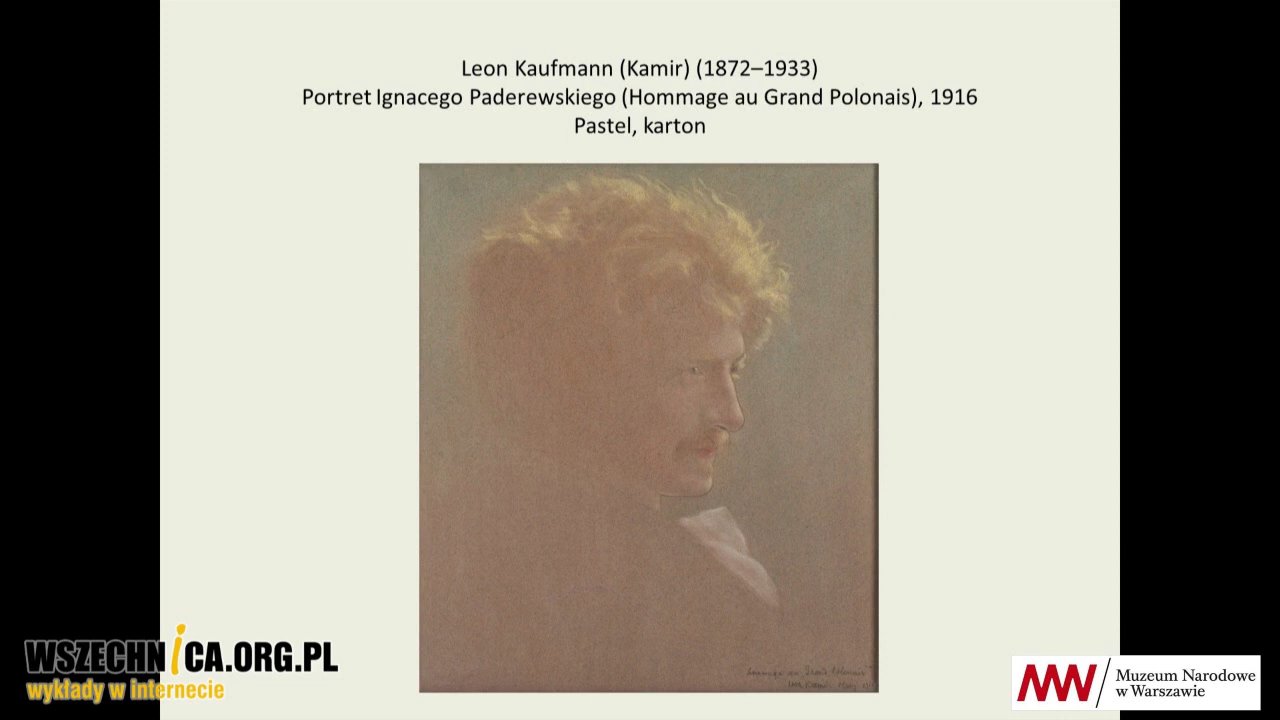 Leon Kaufmann (Kamir) (1872–1933)
Portret Ignacego Paderewskiego (Hommage au Grand Polonais), 1916
Pastel, karton
WSZECHNICA.ORG.PL
wykłady w internecie
MW / Muzeum Narodowe
w Warszawie